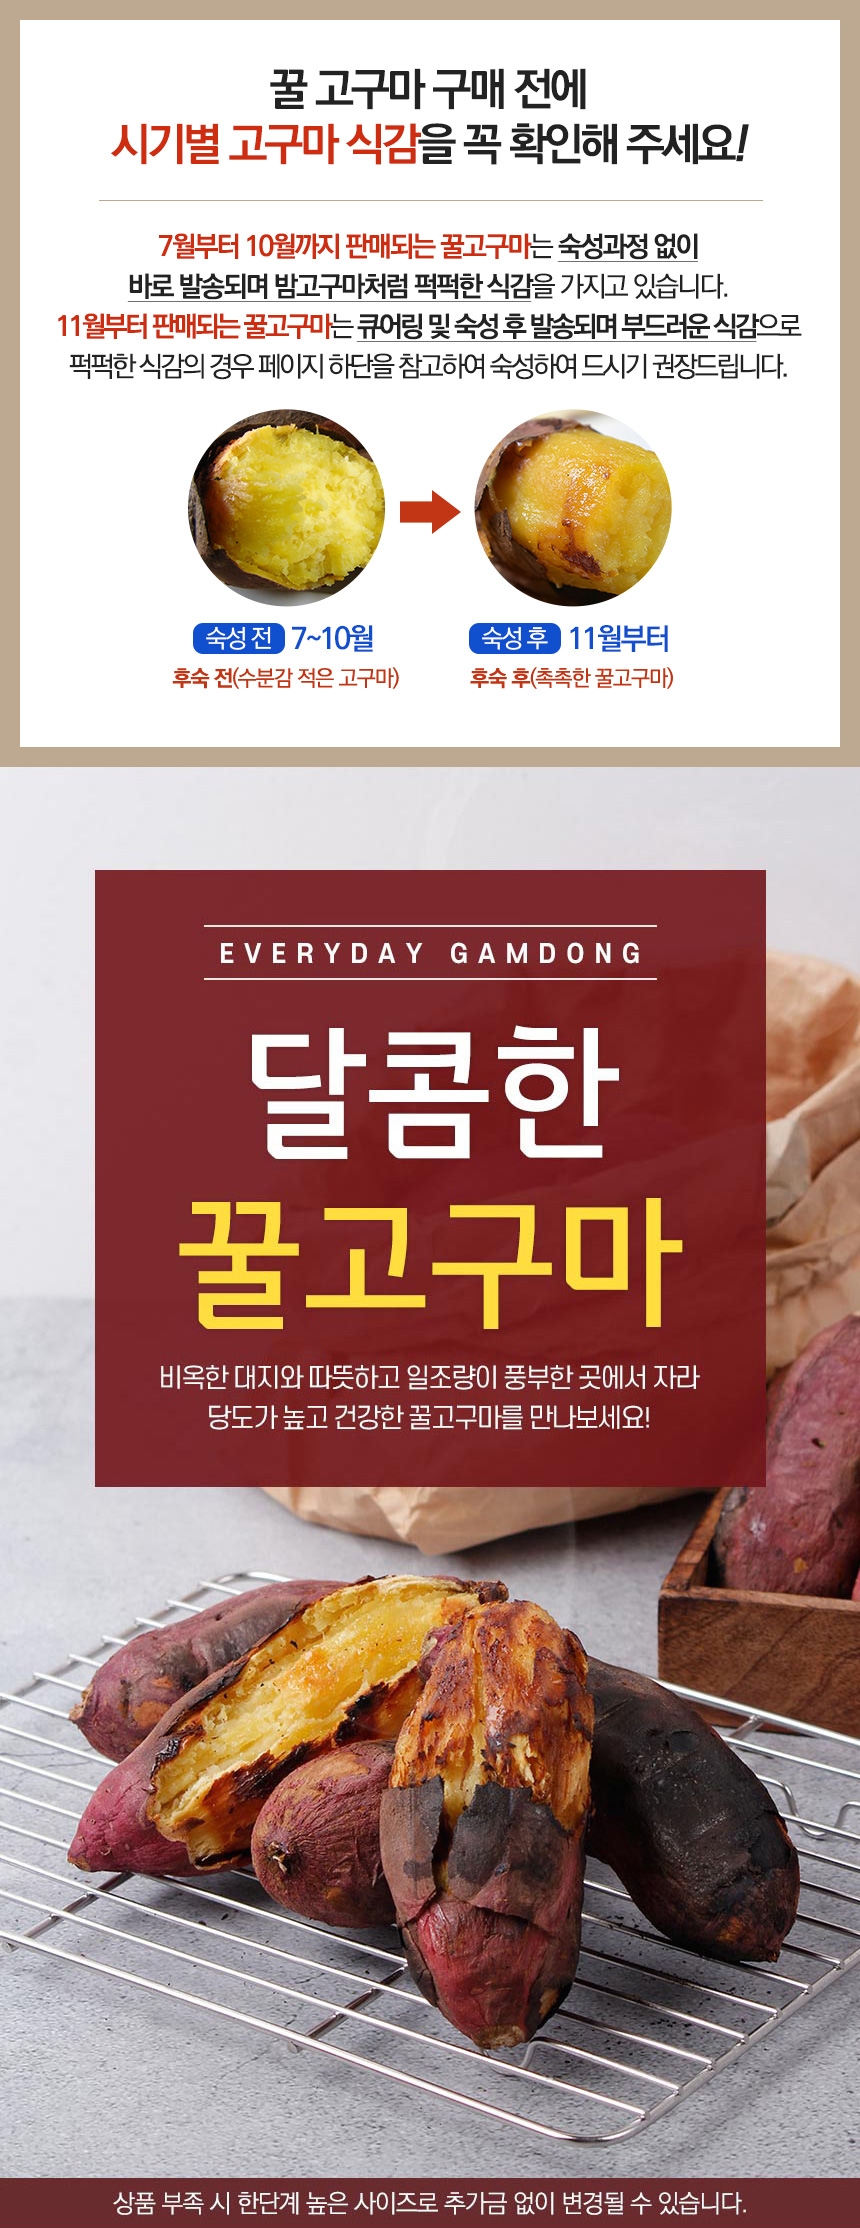 꿀 고구마 구매 전에
시기별 고구마 식감을 꼭 확인해 주세요!
7월부터 10월까지 판매되는 꿀고구마는 숙성과정 없이
바로 발송되며 밤고구마처럼 퍽퍽한 식감을 가지고 있습니다.
11월부터 판매되는 꿀고구마는 큐어링 및 숙성 후 발송되며 부드러운 식감으로
퍽퍽한 식감의 경우 페이지 하단을 참고하여 숙성하여 드시기 권장드립니다.
숙성 전 7~10월
후숙 전(수분감 적은 고구마)
숙성 후 11월부터
후숙 후(촉촉한 꿀고구마)
EVERYDAY GAMDONG
달콤한
꿀고구마
비옥한 대지와 따뜻하고 일조량이 풍부한 곳에서 자라
당도가 높고 건강한 꿀고구마를 만나보세요!
상품 부족 시 한단계 높은 사이즈로 추가금 없이 변경될 수 있습니다.